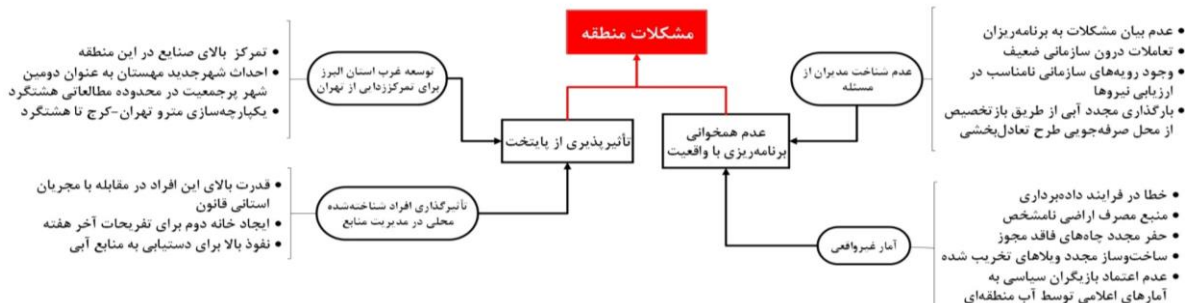 مشکلات منطقه
عدم بیان مشکلات به برنامه‌ریزان
تعاملات درون سازمانی ضعیف
وجود رویه‌های سازمانی نامناسب در
ارزیابی نیروها
بارگذاری مجدد آبی از طریق بازتخصیص
از محل صرفه‌جویی طرح تعادل‌بخشی
عدم شناخت مدیران از
مسئله
عدم همخوانی
برنامه‌ریزی با واقعیت
آمار غیرواقعی
خطا در فرایند داده‌برداری
منبع مصرف اراضی نامشخص
حفر مجدد چاه‌های فاقد مجوز
ساخت‌وساز مجدد ویلاهای تخریب شده
عدم اعتماد بازیگران سیاسی به
آمارهای اعلامی توسط آب منطقه‌ای
تأثیرپذیری از پایتخت
توسعه غرب استان البرز
برای تمرکززدایی از تهران
تمرکز بالای صنایع در این منطقه
احداث شهرجدید مهستان به عنوان دومین
شهر پرجمعیت در محدوده مطالعاتی هشتگرد
یکپارچه‌سازی مترو تهران-کرج تا هشتگرد
تأثیرگذاری افراد شناخته‌شده
محلی در مدیریت منابع
قدرت بالای این افراد در مقابله با مجریان
استانی قانون
ایجاد خانه دوم برای تفریحات آخر هفته
نفوذ بالا برای دستیابی به منابع آبی